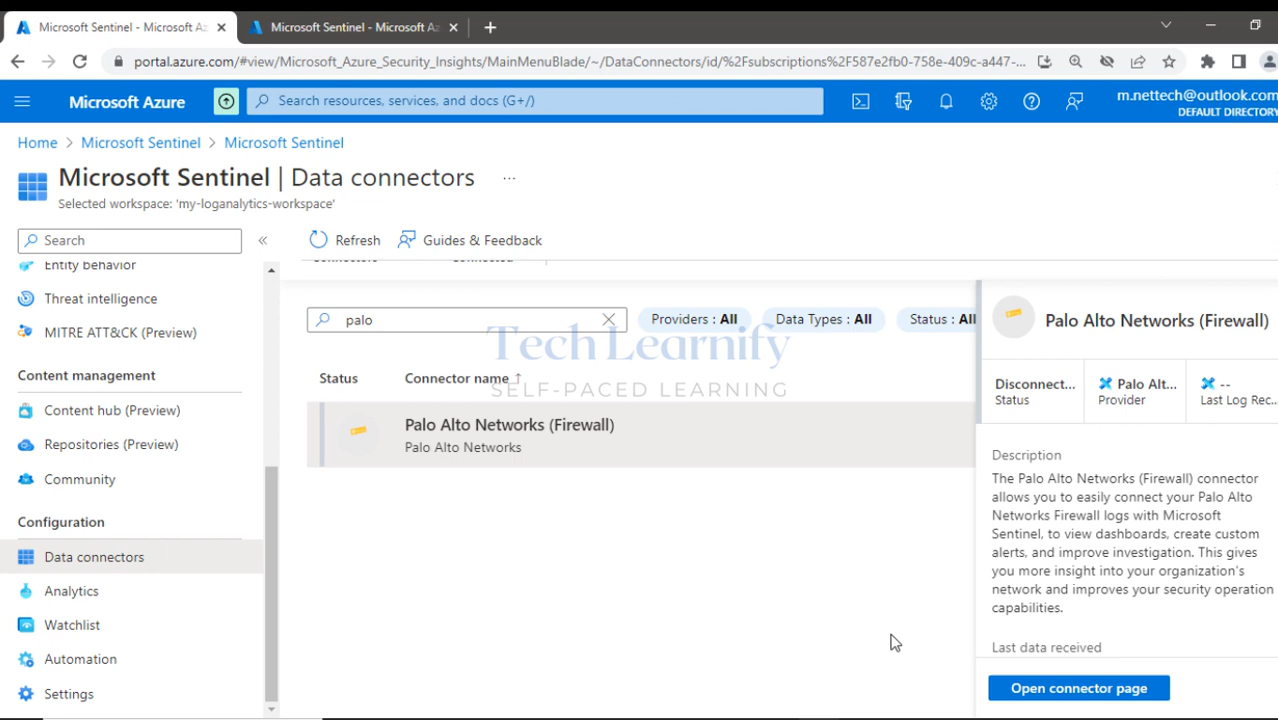 Microsoft Sentinel - Microsoft Az
Microsoft Sentinel - Microsoft Az
portal.azure.com/#view/Microsoft_Azure_Security_Insights/MainMenuBlade/~/DataConnectors/id/%2Fsubscriptions%2F587e2fb0-758e-409c-a447-...
Microsoft Azure
Search resources, services, and docs (G+/)
m.nettech@outlook.com
DEFAULT DIRECTORY
Home > Microsoft Sentinel > Microsoft Sentinel
Microsoft Sentinel | Data connectors ...
Selected workspace: 'my-loganalytics-workspace'
Search
«
Refresh
Guides & Feedback
Entity behavior
Threat intelligence
MITRE ATT&CK (Preview)
Content management
Content hub (Preview)
Repositories (Preview)
Community
Configuration
Data connectors
Analytics
Watchlist
Automation
Settings
Connectors
Connected
palo
Providers : All
Data Types : All
Status : All
Tech Learnify
SELF-PACED LEARNING
Status
Connector name ↑
Palo Alto Networks (Firewall)
Palo Alto Networks
Palo Alto Networks (Firewall)
Disconnect...
Status
Palo Alt...
Provider
--
Last Log Rec...
Description
The Palo Alto Networks (Firewall) connector
allows you to easily connect your Palo Alto
Networks Firewall logs with Microsoft
Sentinel, to view dashboards, create custom
alerts, and improve investigation. This gives
you more insight into your organization's
network and improves your security operation
capabilities.
Last data received
Open connector page